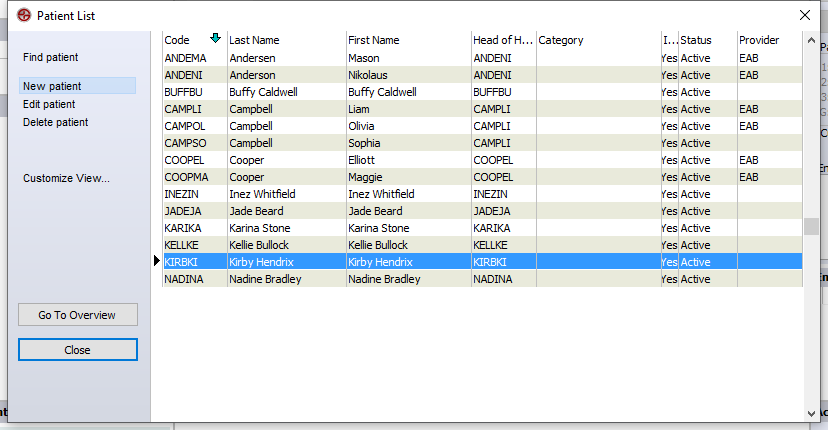 Patient List
Find patient
New patient
Edit patient
Delete patient
Customize View...
Go To Overview
Close
Code Last Name First Name Head of H... Category I... Status Provider
ANDEMA Andersen Mason ANDENI Yes Active EAB
ANDENI Anderson Nikolaus ANDENI Yes Active EAB
BUFFBU Buffy Caldwell Buffy Caldwell BUFFBU Yes Active
CAMPLI Campbell Liam CAMPLI Yes Active EAB
CAMPOL Campbell Olivia CAMPLI Yes Active EAB
CAMPSO Campbell Sophia CAMPLI Yes Active
COOPEL Cooper Elliott COOPEL Yes Active EAB
COOPMA Cooper Maggie COOPEL Yes Active EAB
INEZIN Inez Whitfield Inez Whitfield INEZIN Yes Active
JADEJA Jade Beard Jade Beard JADEJA Yes Active
KARIKA Karina Stone Karina Stone KARIKA Yes Active
KELLKE Kellie Bullock Kellie Bullock KELLKE Yes Active
KIRBKI Kirby Hendrix Kirby Hendrix KIRBKI Yes Active
NADINA Nadine Bradley Nadine Bradley NADINA Yes Active